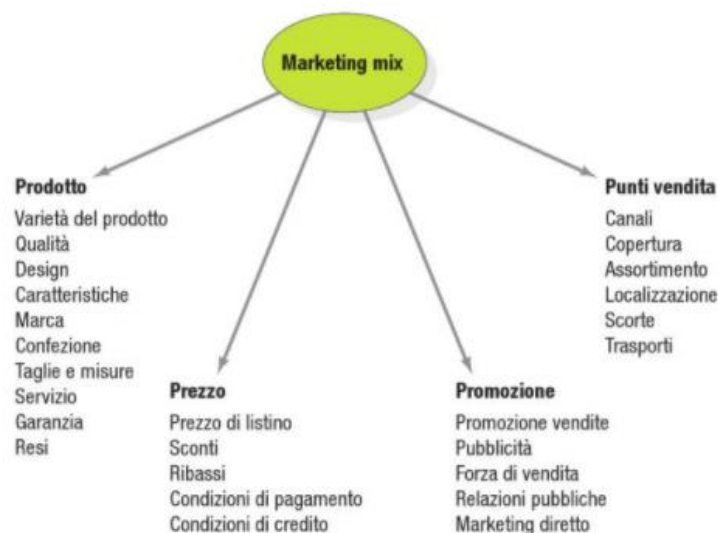 Marketing mix
Prodotto
Varietà del prodotto
Qualità
Design
Caratteristiche
Marca
Confezione
Taglie e misure
Servizio
Garanzia
Resi
Prezzo
Prezzo di listino
Sconti
Ribassi
Condizioni di pagamento
Condizioni di credito
Promozione
Promozione vendite
Pubblicità
Forza di vendita
Relazioni pubbliche
Marketing diretto
Punti vendita
Canali
Copertura
Assortimento
Localizzazione
Scorte
Trasporti